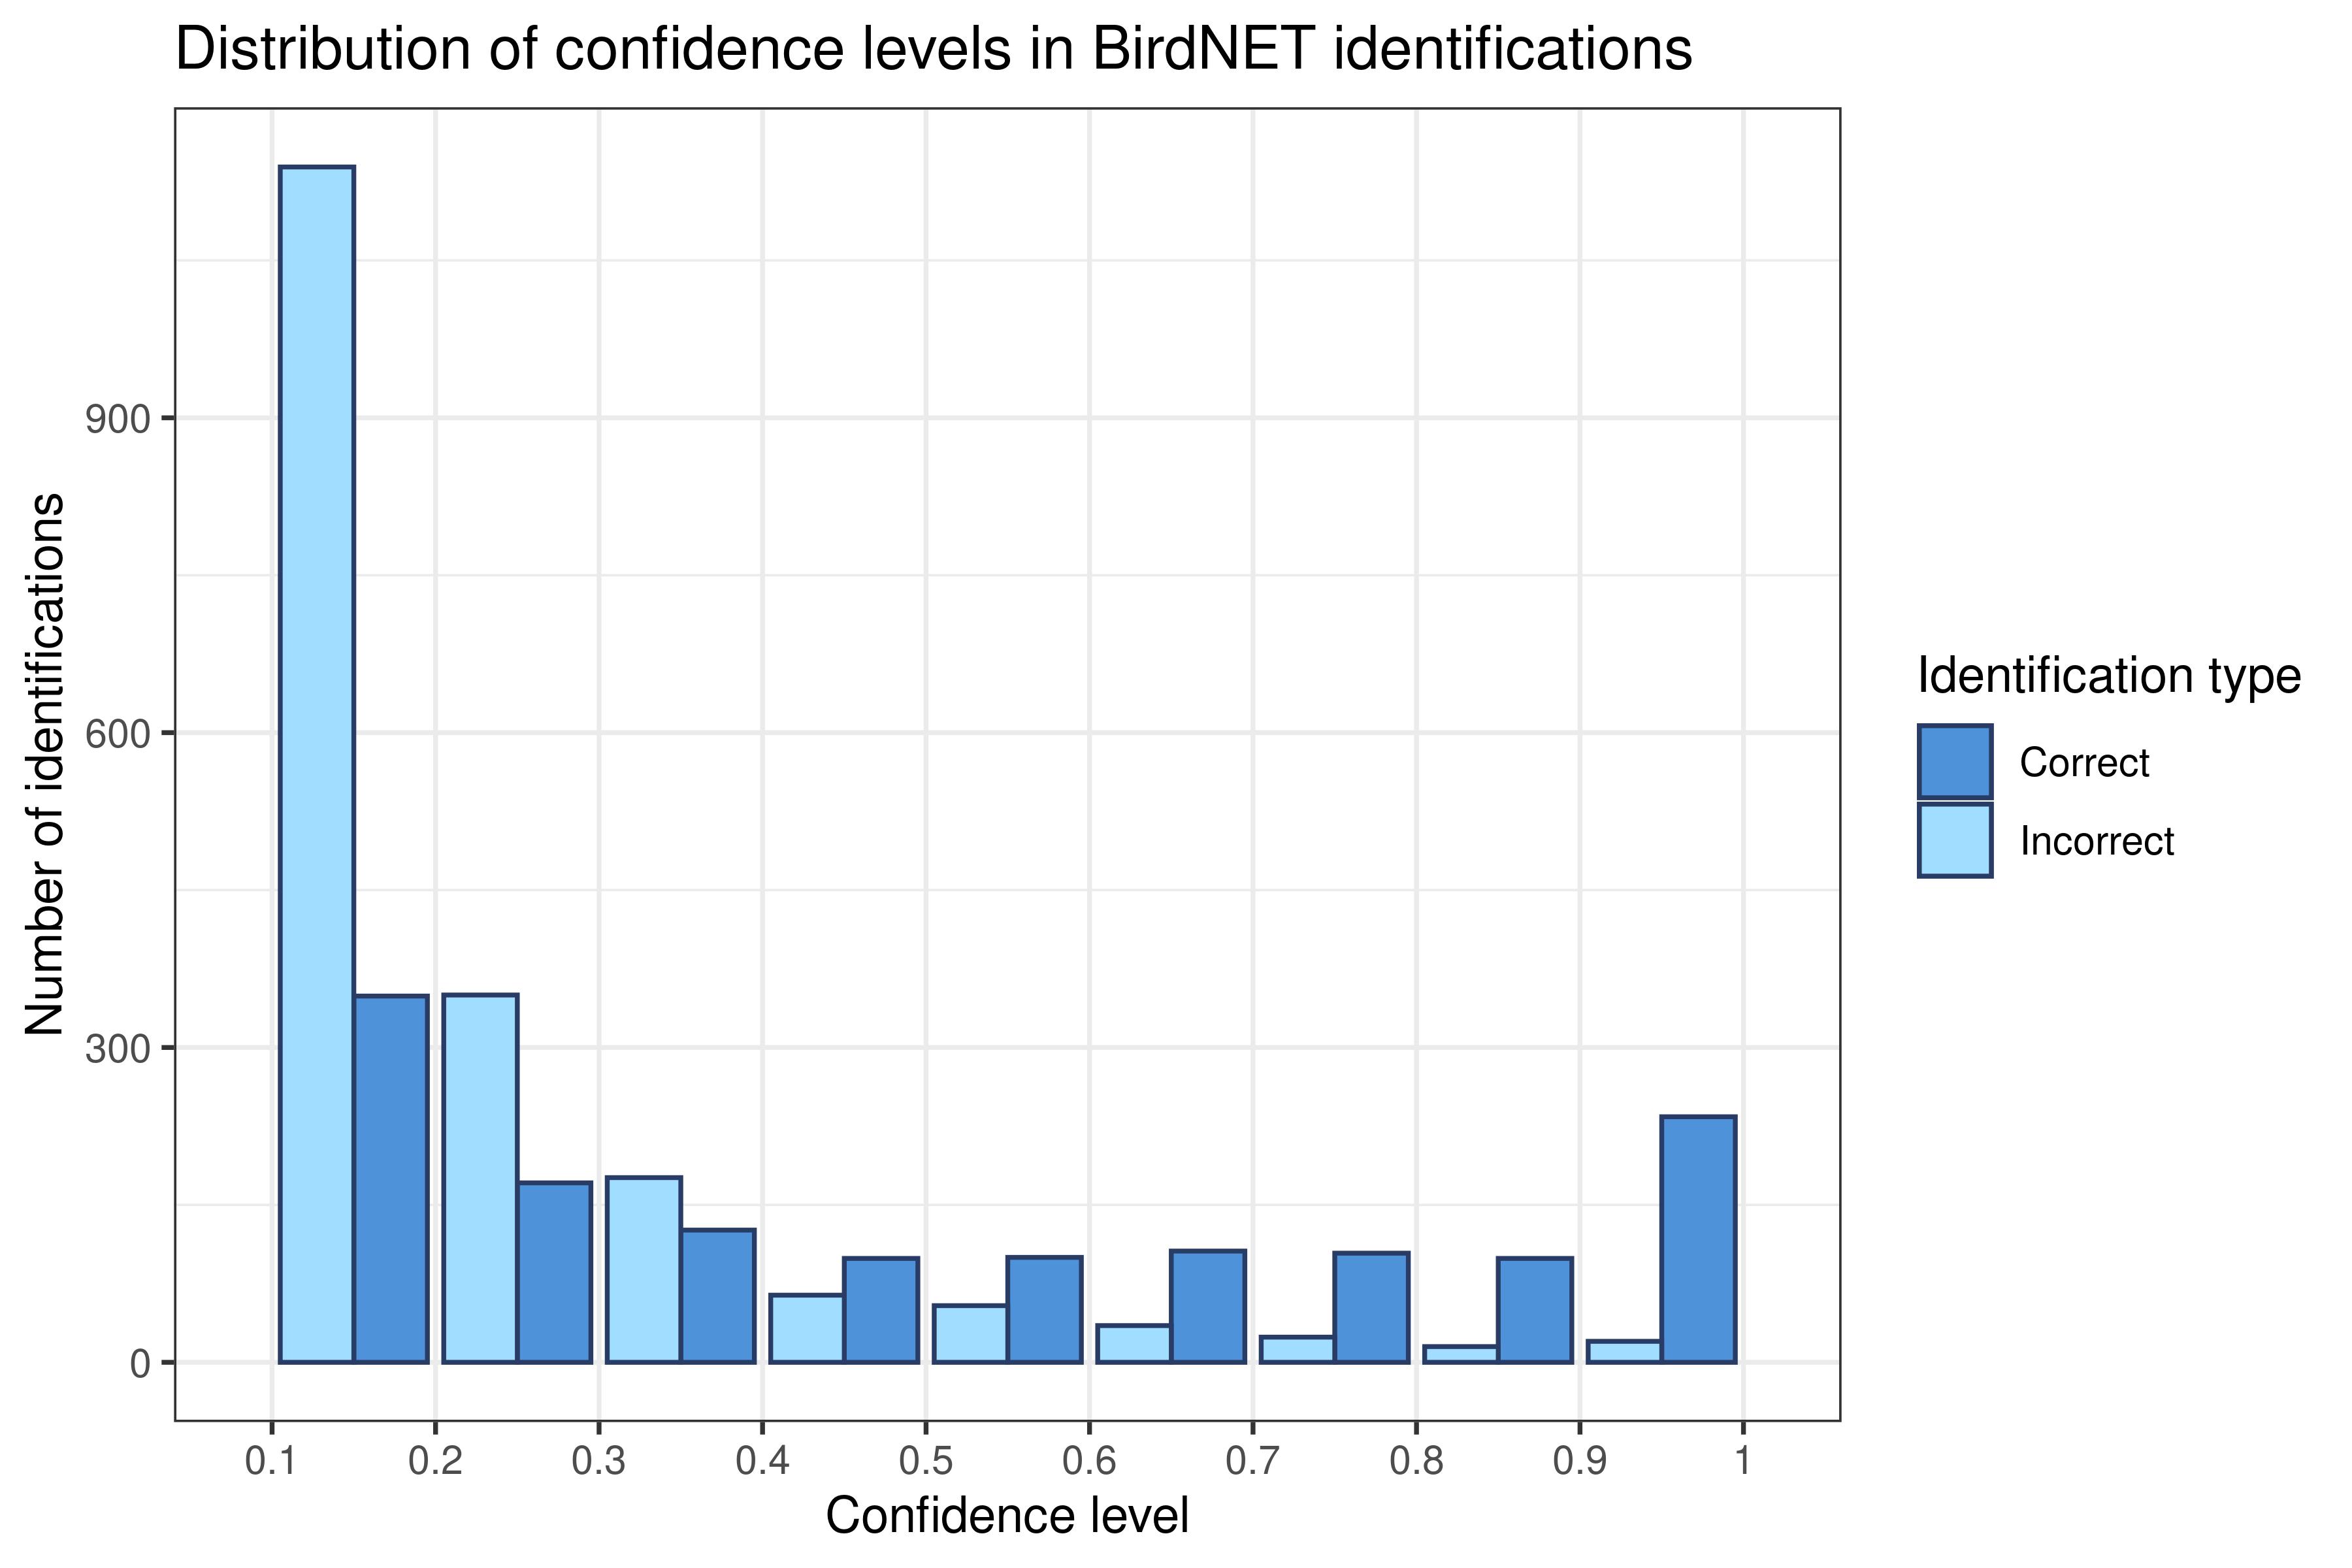 Distribution of confidence levels in BirdNET identifications
Number of identifications
900
600
300
0
0.1 0.2 0.3 0.4 0.5 0.6 0.7 0.8 0.9 1
Confidence level
Identification type
Correct
Incorrect